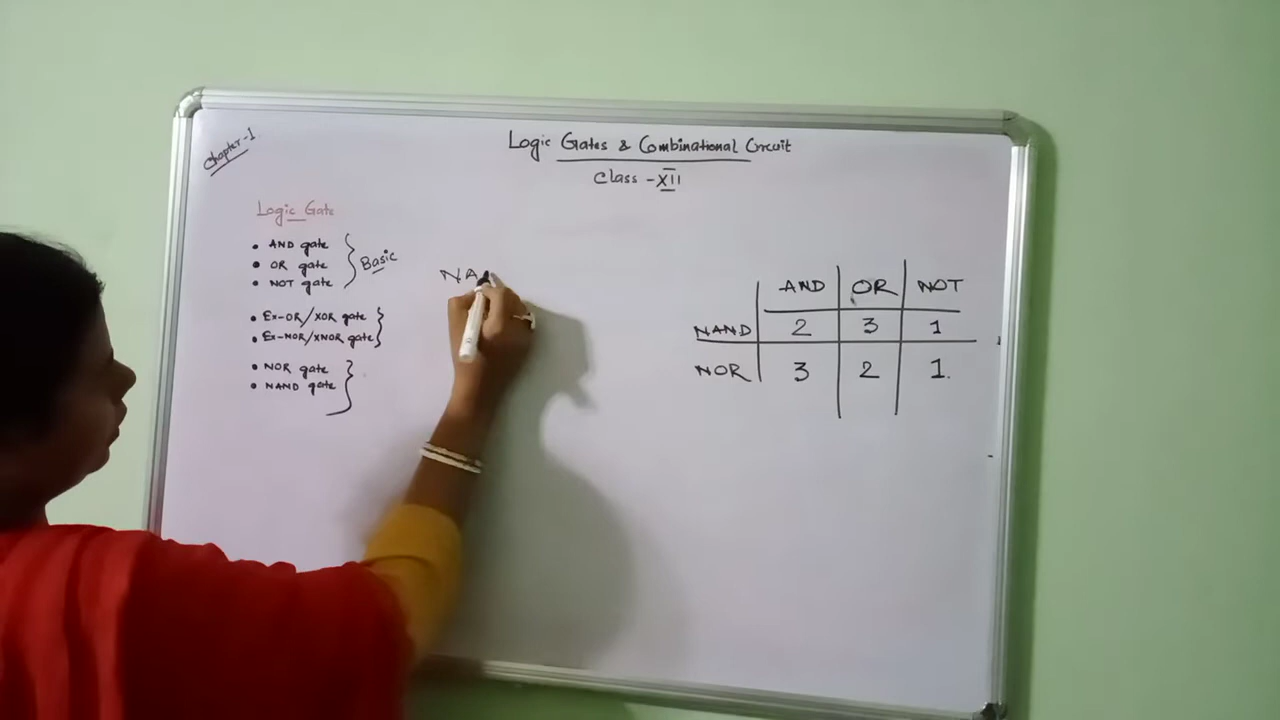 Chapter-1
Logic Gates & Combinational Circuit
Class - XII
Logic Gate
• AND gate
• OR gate
• NOT gate
Basic
• Ex-OR/XOR gate
• Ex-NOR/XNOR gate
• NOR gate
• NAND gate
NA
AND OR NOT
NAND 2 3 1
NOR 3 2 1.